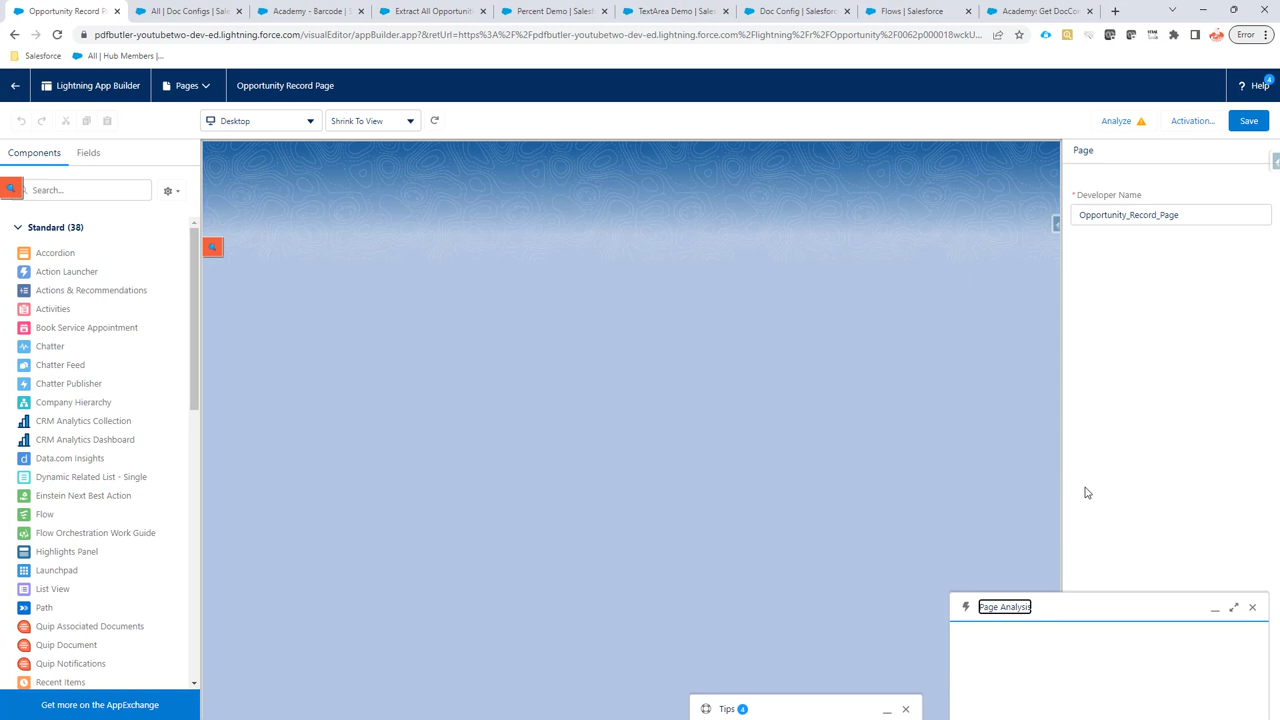 Opportunity Record P
All | Doc Configs | Sales
Academy - Barcode | S
Extract All Opportuniti
Percent Demo | Salesf
TextArea Demo | Sales
Doc Config | Salesforc
Flows | Salesforce
Academy: Get DocCon
pdfbutler-youtubetwo-dev-ed.lightning.force.com/visualEditor/appBuilder.app?&retUrl=https%3A%2F%2Fpdfbutler-youtubetwo-dev-ed.lightning.force.com%2Flightning%2Fr%2FOpportunity%2F0062p000018wckU...
Error
Salesforce
All | Hub Members |...
Lightning App Builder
Pages
Opportunity Record Page
? Help
4
Desktop
Shrink To View
Analyze
Activation...
Save
Components
Fields
Page
Search...
* Developer Name
Opportunity_Record_Page
Standard (38)
Accordion
Action Launcher
Actions & Recommendations
Activities
Book Service Appointment
Chatter
Chatter Feed
Chatter Publisher
Company Hierarchy
CRM Analytics Collection
CRM Analytics Dashboard
Data.com Insights
Dynamic Related List - Single
Einstein Next Best Action
Flow
Flow Orchestration Work Guide
Highlights Panel
Launchpad
List View
Path
Quip Associated Documents
Quip Document
Quip Notifications
Recent Items
Get more on the AppExchange
Page Analysis
Tips 4